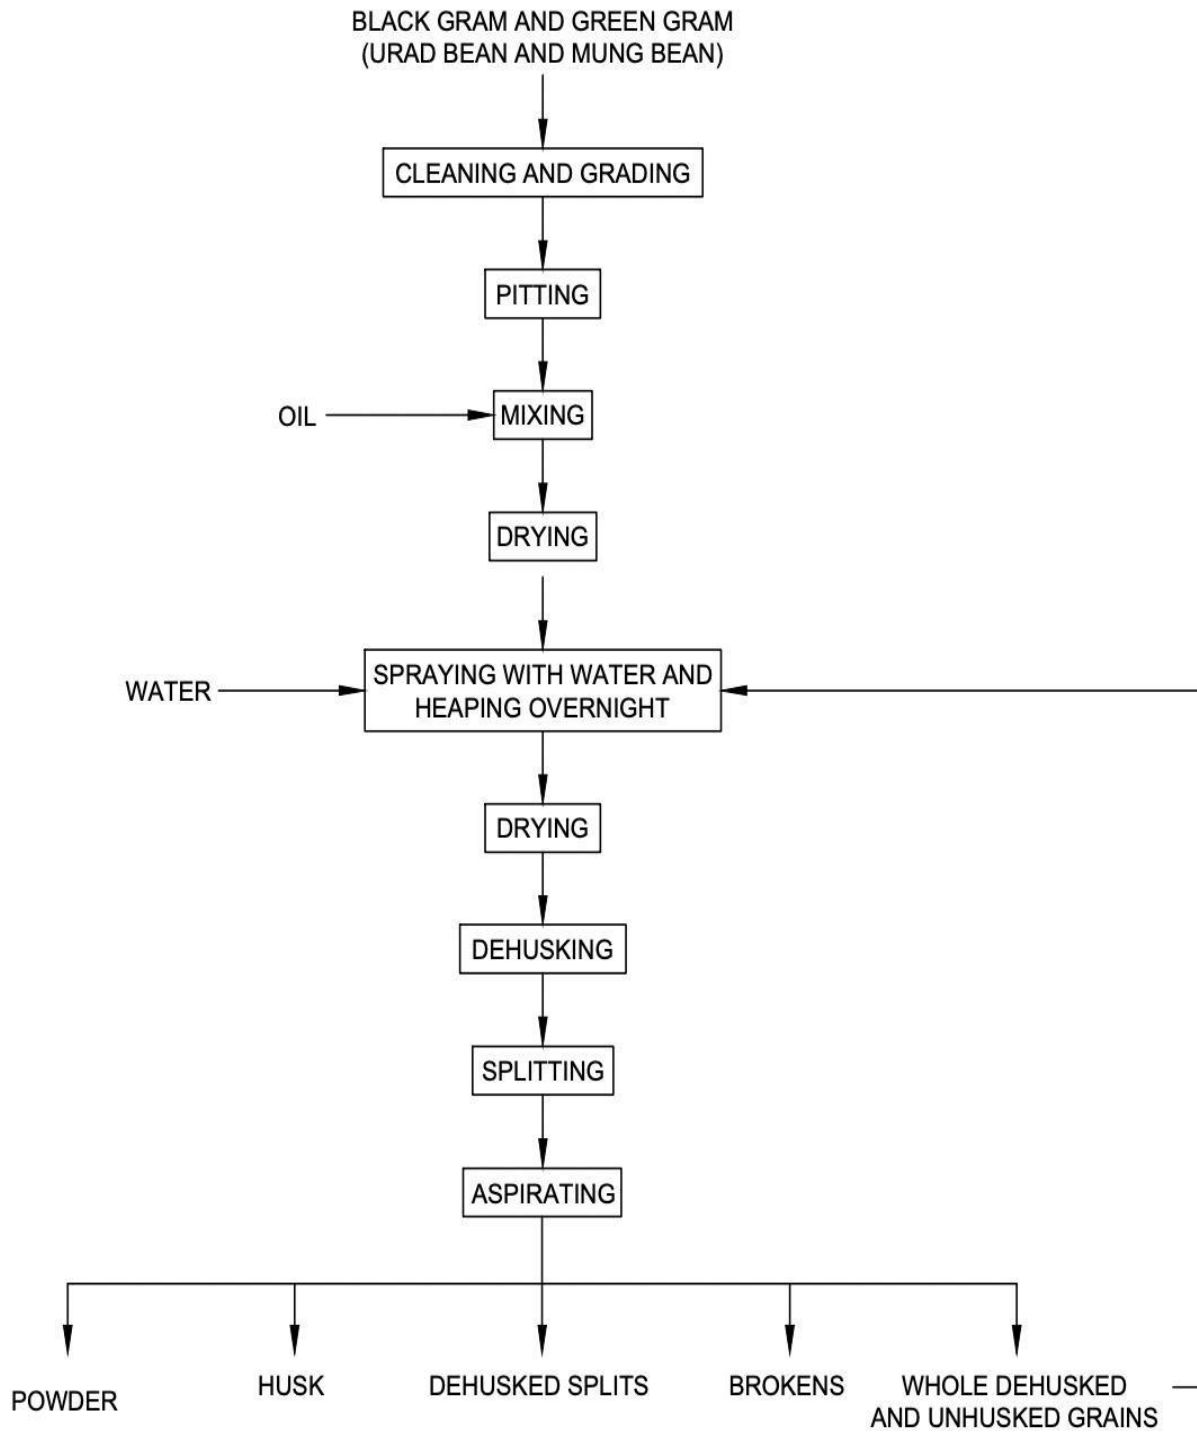 BLACK GRAM AND GREEN GRAM
(URAD BEAN AND MUNG BEAN)
CLEANING AND GRADING
PITTING
OIL
MIXING
DRYING
WATER
SPRAYING WITH WATER AND
HEAPING OVERNIGHT
DRYING
DEHUSKING
SPLITTING
ASPIRATING
POWDER
HUSK
DEHUSKED SPLITS
BROKENS
WHOLE DEHUSKED
AND UNHUSKED GRAINS